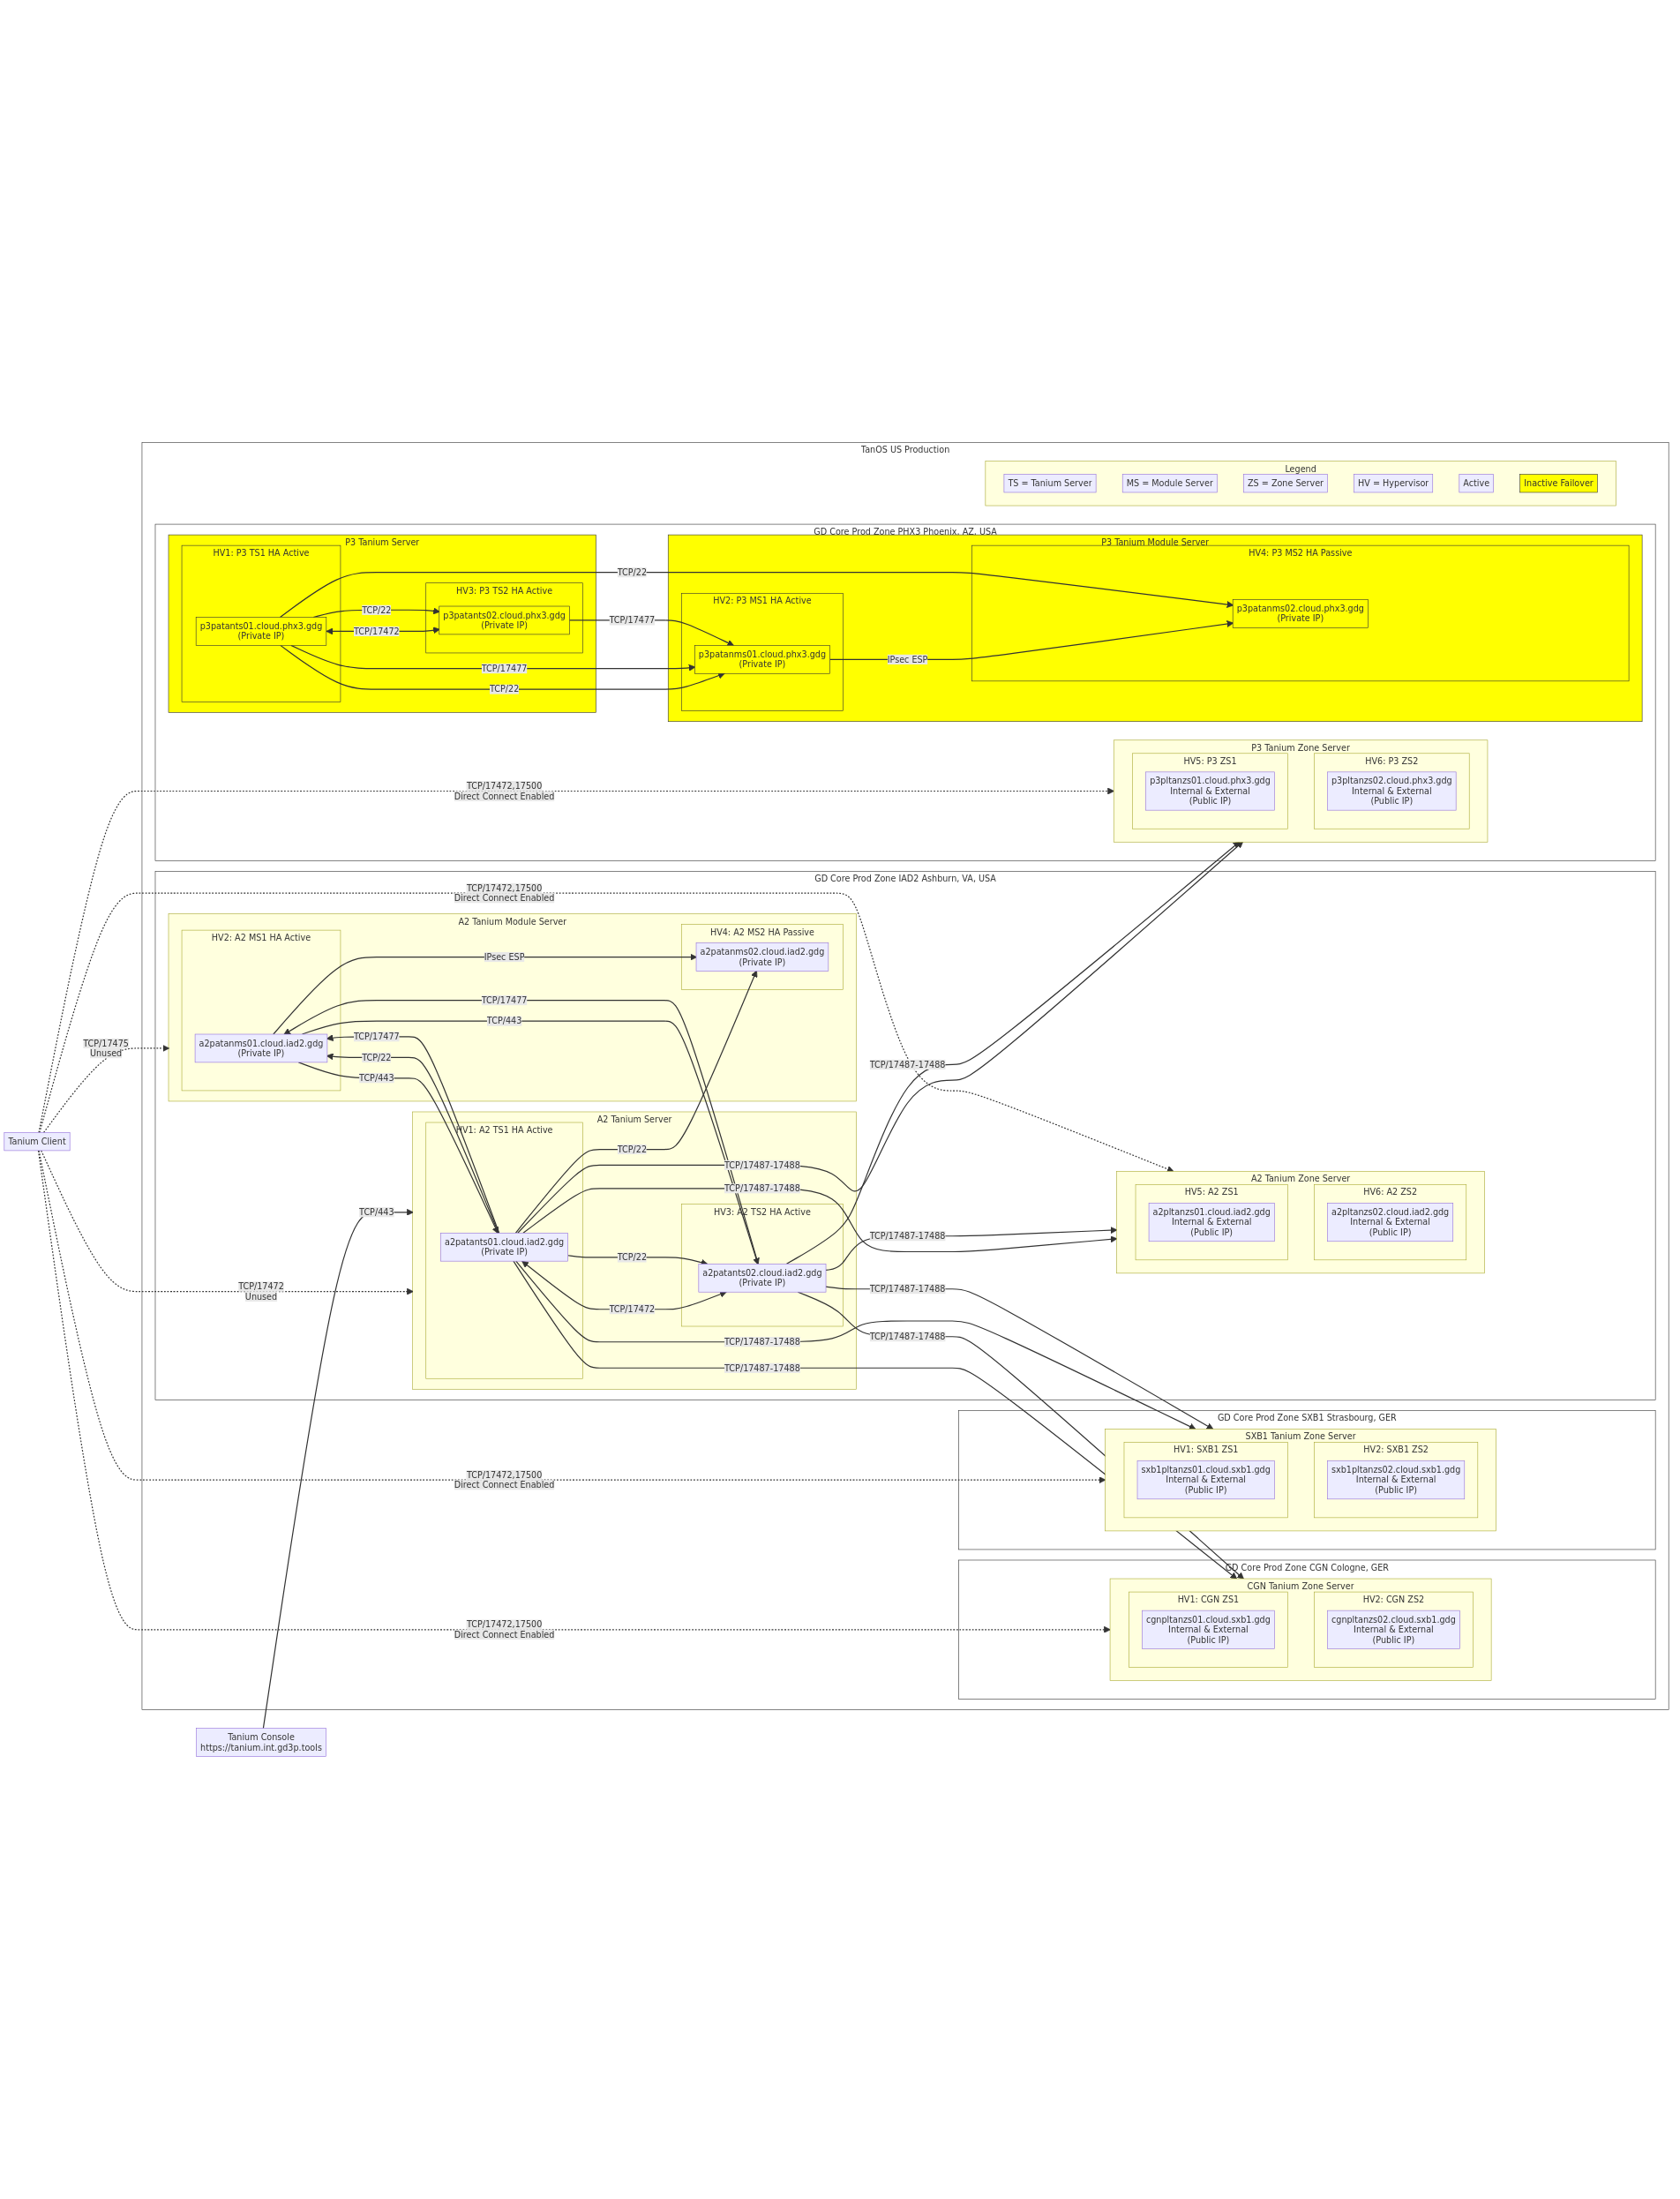 TanOS US Production
Legend
TS = Tanium Server
MS = Module Server
ZS = Zone Server
HV = Hypervisor
Active
Inactive Failover
GD Core Prod Zone PHX3 Phoenix, AZ, USA
P3 Tanium Server
HV1: P3 TS1 HA Active
p3patants01.cloud.phx3.gdg
(Private IP)
HV3: P3 TS2 HA Active
p3patants02.cloud.phx3.gdg
(Private IP)
TCP/22
TCP/17472
TCP/22
TCP/17477
TCP/17477
TCP/22
P3 Tanium Module Server
HV2: P3 MS1 HA Active
p3patanms01.cloud.phx3.gdg
(Private IP)
IPsec ESP
HV4: P3 MS2 HA Passive
p3patanms02.cloud.phx3.gdg
(Private IP)
P3 Tanium Zone Server
HV5: P3 ZS1
p3pltanzs01.cloud.phx3.gdg
Internal & External
(Public IP)
HV6: P3 ZS2
p3pltanzs02.cloud.phx3.gdg
Internal & External
(Public IP)
TCP/17472,17500
Direct Connect Enabled
GD Core Prod Zone IAD2 Ashburn, VA, USA
TCP/17472,17500
Direct Connect Enabled
A2 Tanium Module Server
HV2: A2 MS1 HA Active
a2patanms01.cloud.iad2.gdg
(Private IP)
HV4: A2 MS2 HA Passive
a2patanms02.cloud.iad2.gdg
(Private IP)
IPsec ESP
TCP/17477
TCP/443
TCP/17477
TCP/22
TCP/443
TCP/17475
Unused
Tanium Client
TCP/17487-17488
A2 Tanium Server
HV1: A2 TS1 HA Active
a2patants01.cloud.iad2.gdg
(Private IP)
TCP/22
TCP/17487-17488
TCP/17487-17488
HV3: A2 TS2 HA Active
a2patants02.cloud.iad2.gdg
(Private IP)
TCP/22
TCP/17472
TCP/17487-17488
TCP/17487-17488
TCP/17487-17488
TCP/17487-17488
TCP/17487-17488
TCP/443
TCP/17472
Unused
A2 Tanium Zone Server
HV5: A2 ZS1
a2pltanzs01.cloud.iad2.gdg
Internal & External
(Public IP)
HV6: A2 ZS2
a2pltanzs02.cloud.iad2.gdg
Internal & External
(Public IP)
GD Core Prod Zone SXB1 Strasbourg, GER
SXB1 Tanium Zone Server
HV1: SXB1 ZS1
sxb1pltanzs01.cloud.sxb1.gdg
Internal & External
(Public IP)
HV2: SXB1 ZS2
sxb1pltanzs02.cloud.sxb1.gdg
Internal & External
(Public IP)
TCP/17472,17500
Direct Connect Enabled
GD Core Prod Zone CGN Cologne, GER
CGN Tanium Zone Server
HV1: CGN ZS1
cgnpltanzs01.cloud.sxb1.gdg
Internal & External
(Public IP)
HV2: CGN ZS2
cgnpltanzs02.cloud.sxb1.gdg
Internal & External
(Public IP)
TCP/17472,17500
Direct Connect Enabled
Tanium Console
https://tanium.int.gd3p.tools